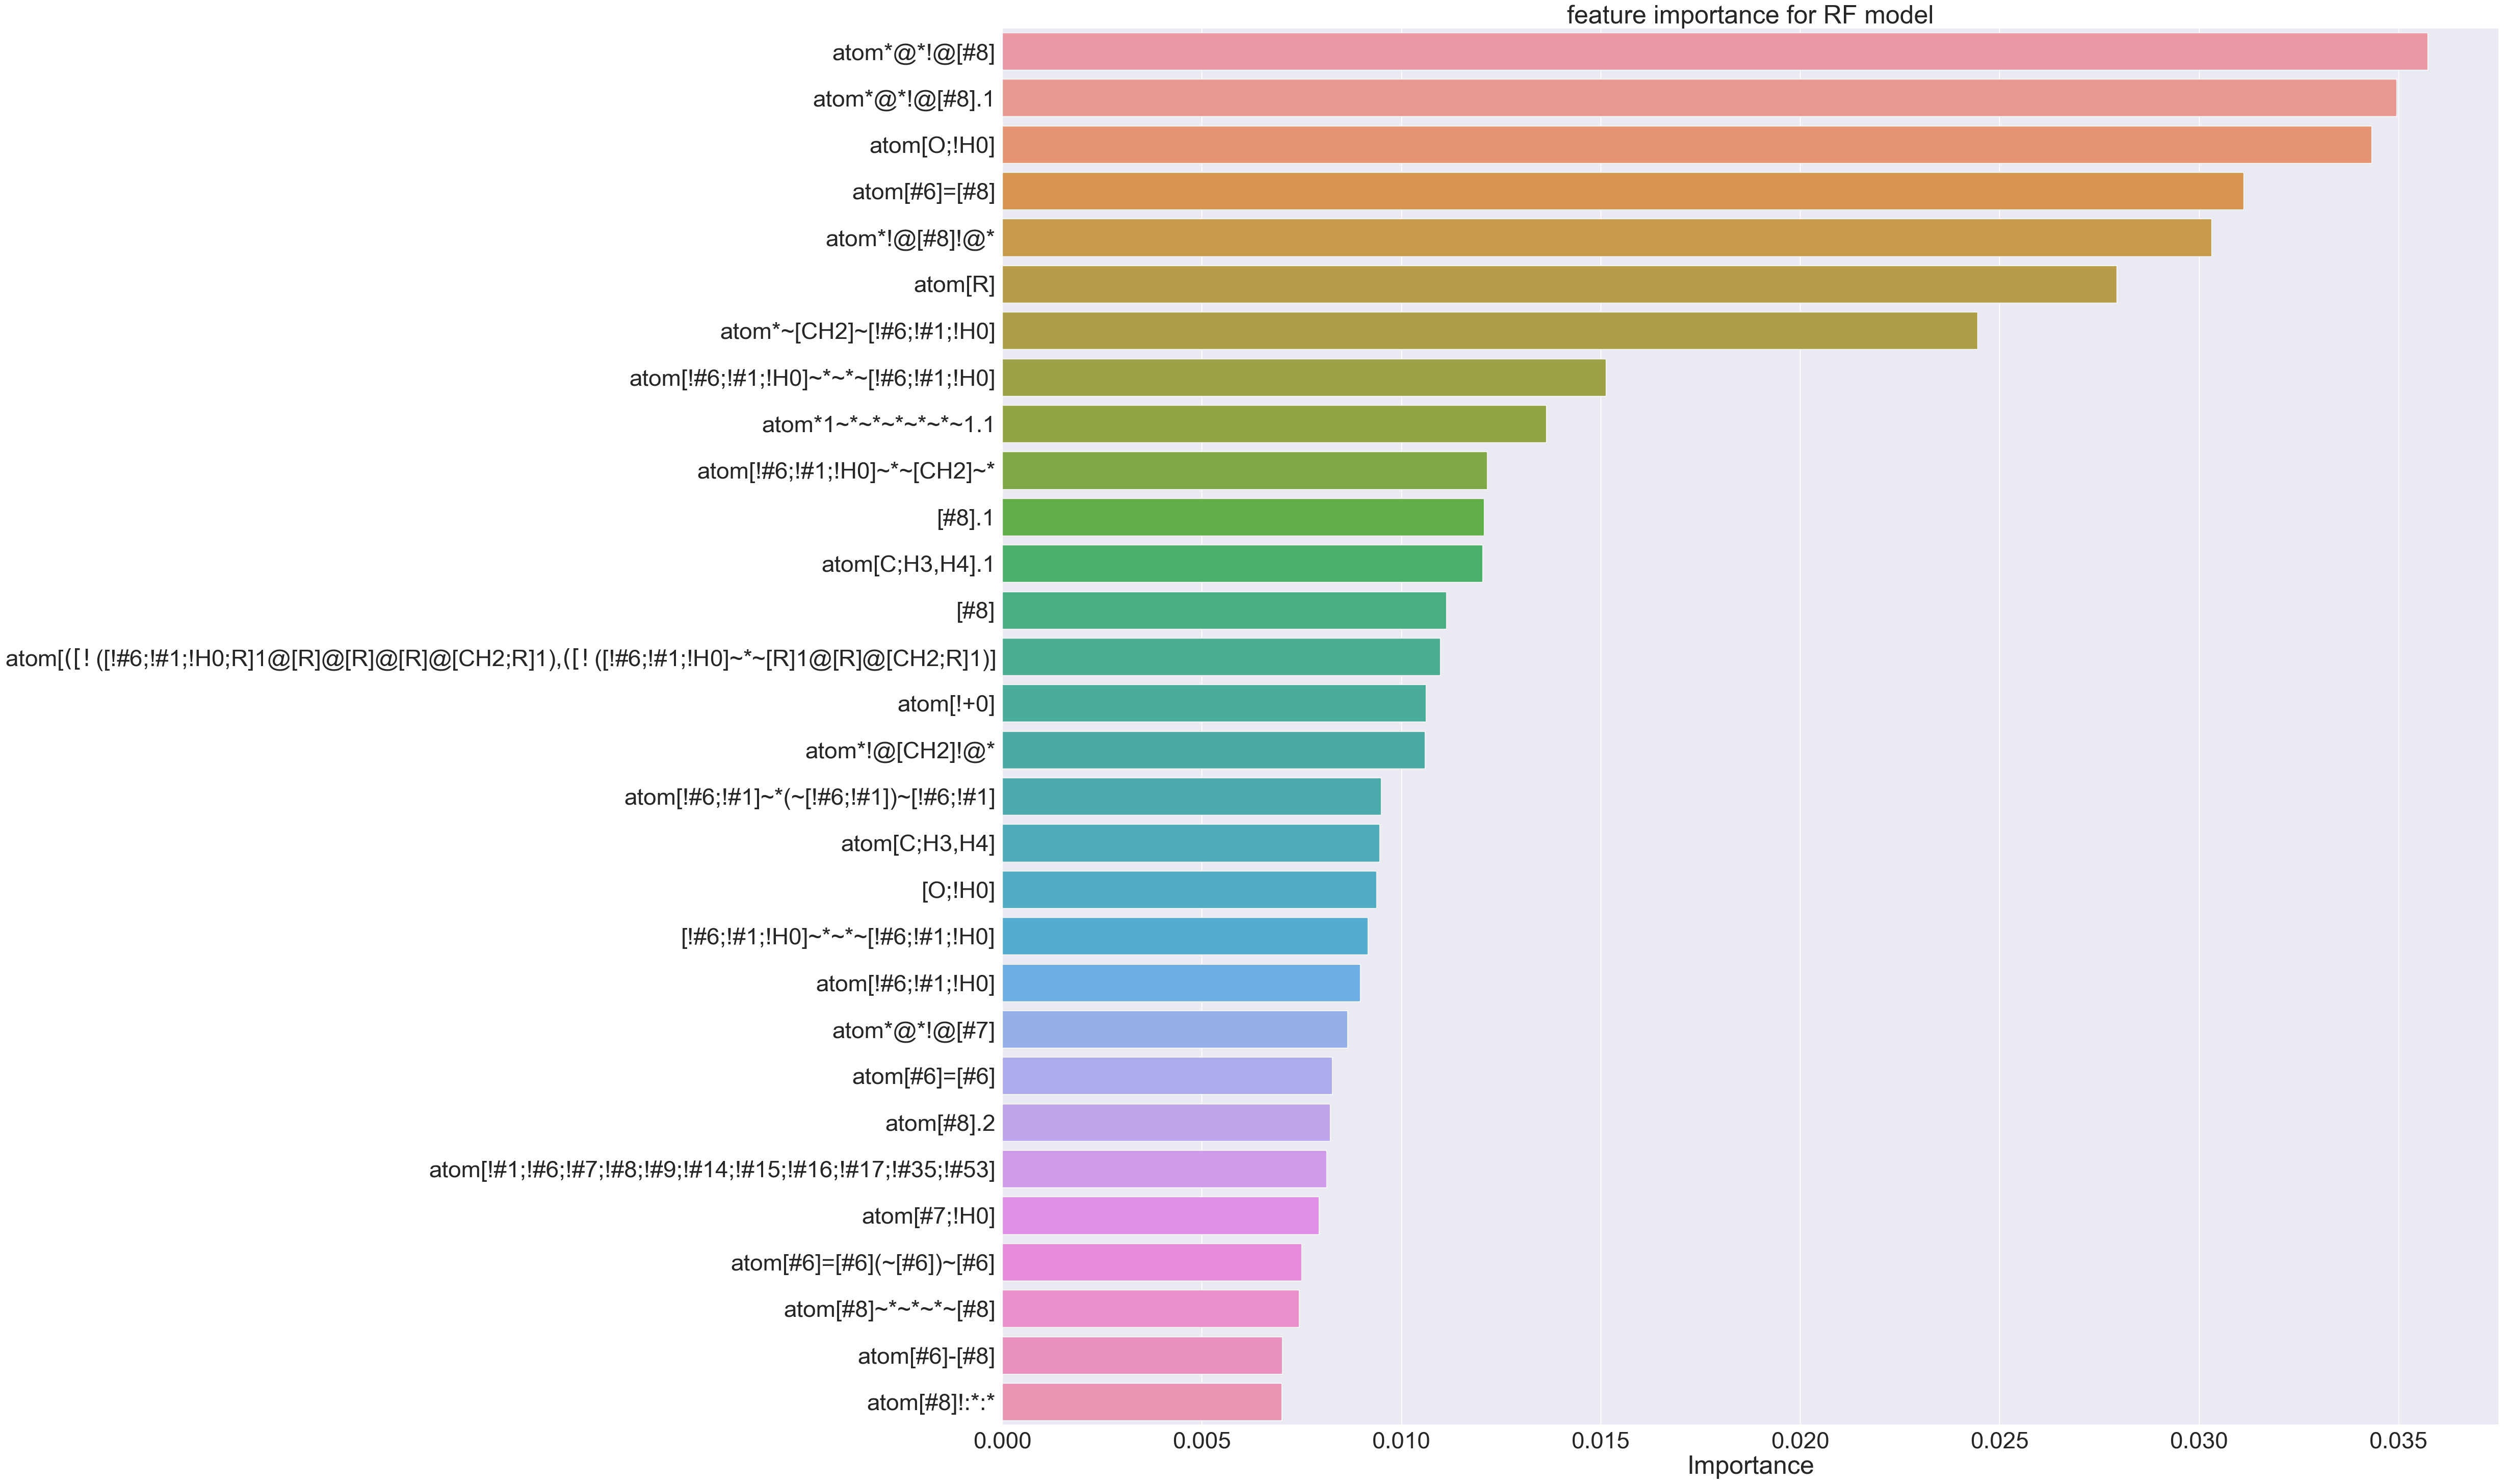 feature importance for RF model
atom*@*!@[#8]
atom*@*!@[#8].1
atom[O;!H0]
atom[#6]=[#8]
atom*!@[#8]!@*
atom[R]
atom*~[CH2]~[!#6;!#1;!H0]
atom[!#6;!#1;!H0]~*~*~[!#6;!#1;!H0]
atom*1~*~*~*~*~*~1.1
atom[!#6;!#1;!H0]~*~[CH2]~*
[#8].1
atom[C;H3,H4].1
[#8]
atom[([!([!#6;!#1;!H0;R]1@[R]@[R]@[R]@[CH2;R]1),([!([!#6;!#1;!H0]~*~[R]1@[R]@[CH2;R]1)]
atom[!+0]
atom*!@[CH2]!@*
atom[!#6;!#1]~*(~[!#6;!#1])~[!#6;!#1]
atom[C;H3,H4]
[O;!H0]
[!#6;!#1;!H0]~*~*~[!#6;!#1;!H0]
atom[!#6;!#1;!H0]
atom*@*!@[#7]
atom[#6]=[#6]
atom[#8].2
atom[!#1;!#6;!#7;!#8;!#9;!#14;!#15;!#16;!#17;!#35;!#53]
atom[#7;!H0]
atom[#6]=[#6](~[#6])~[#6]
atom[#8]~*~*~*~[#8]
atom[#6]-[#8]
atom[#8]!:*:*
0.000 0.005 0.010 0.015 0.020 0.025 0.030 0.035
Importance